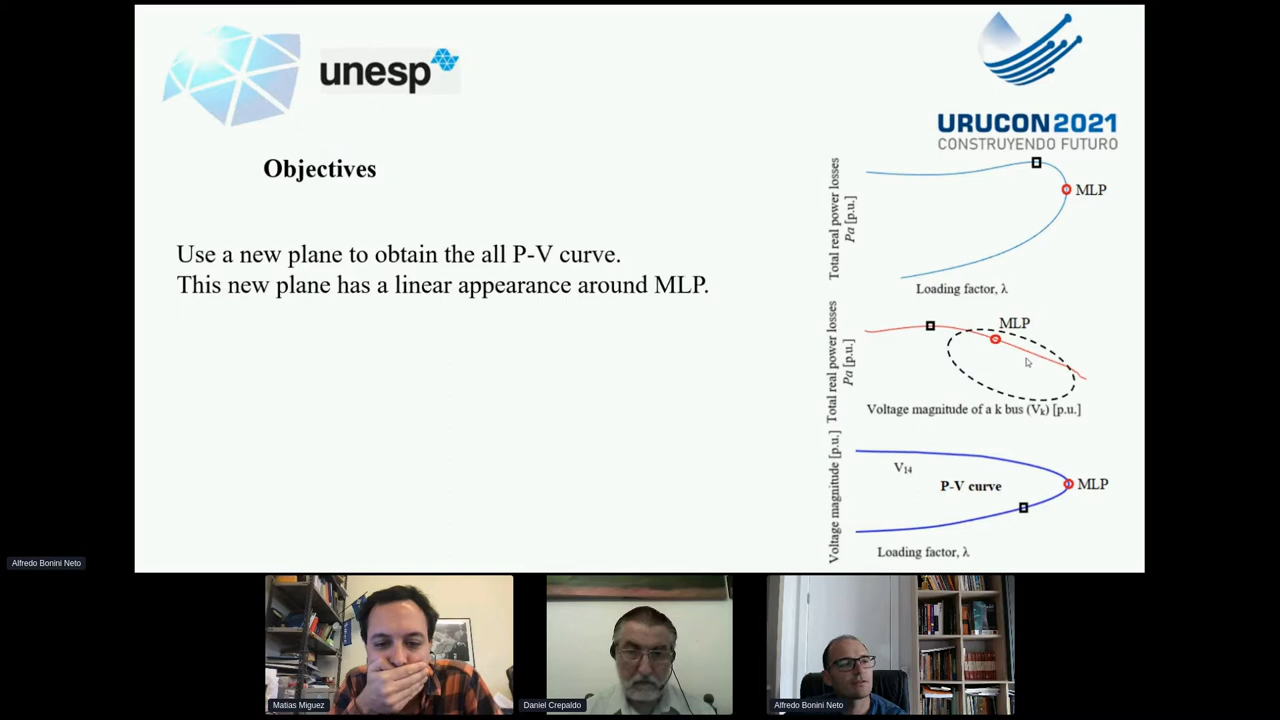 unesp
URUCON 2021
CONSTRUYENDO FUTURO
Objectives
Use a new plane to obtain the all P-V curve.
This new plane has a linear appearance around MLP.
Total real power losses
Pa [p.u.]
MLP
Loading factor, λ
Total real power losses
Pa [p.u.]
MLP
Voltage magnitude of a k bus (Vk) [p.u.]
Voltage magnitude [p.u.]
V14
P-V curve
MLP
Loading factor, λ
Alfredo Bonini Neto
Matias Miguez
Daniel Crepaldo
Alfredo Bonini Neto